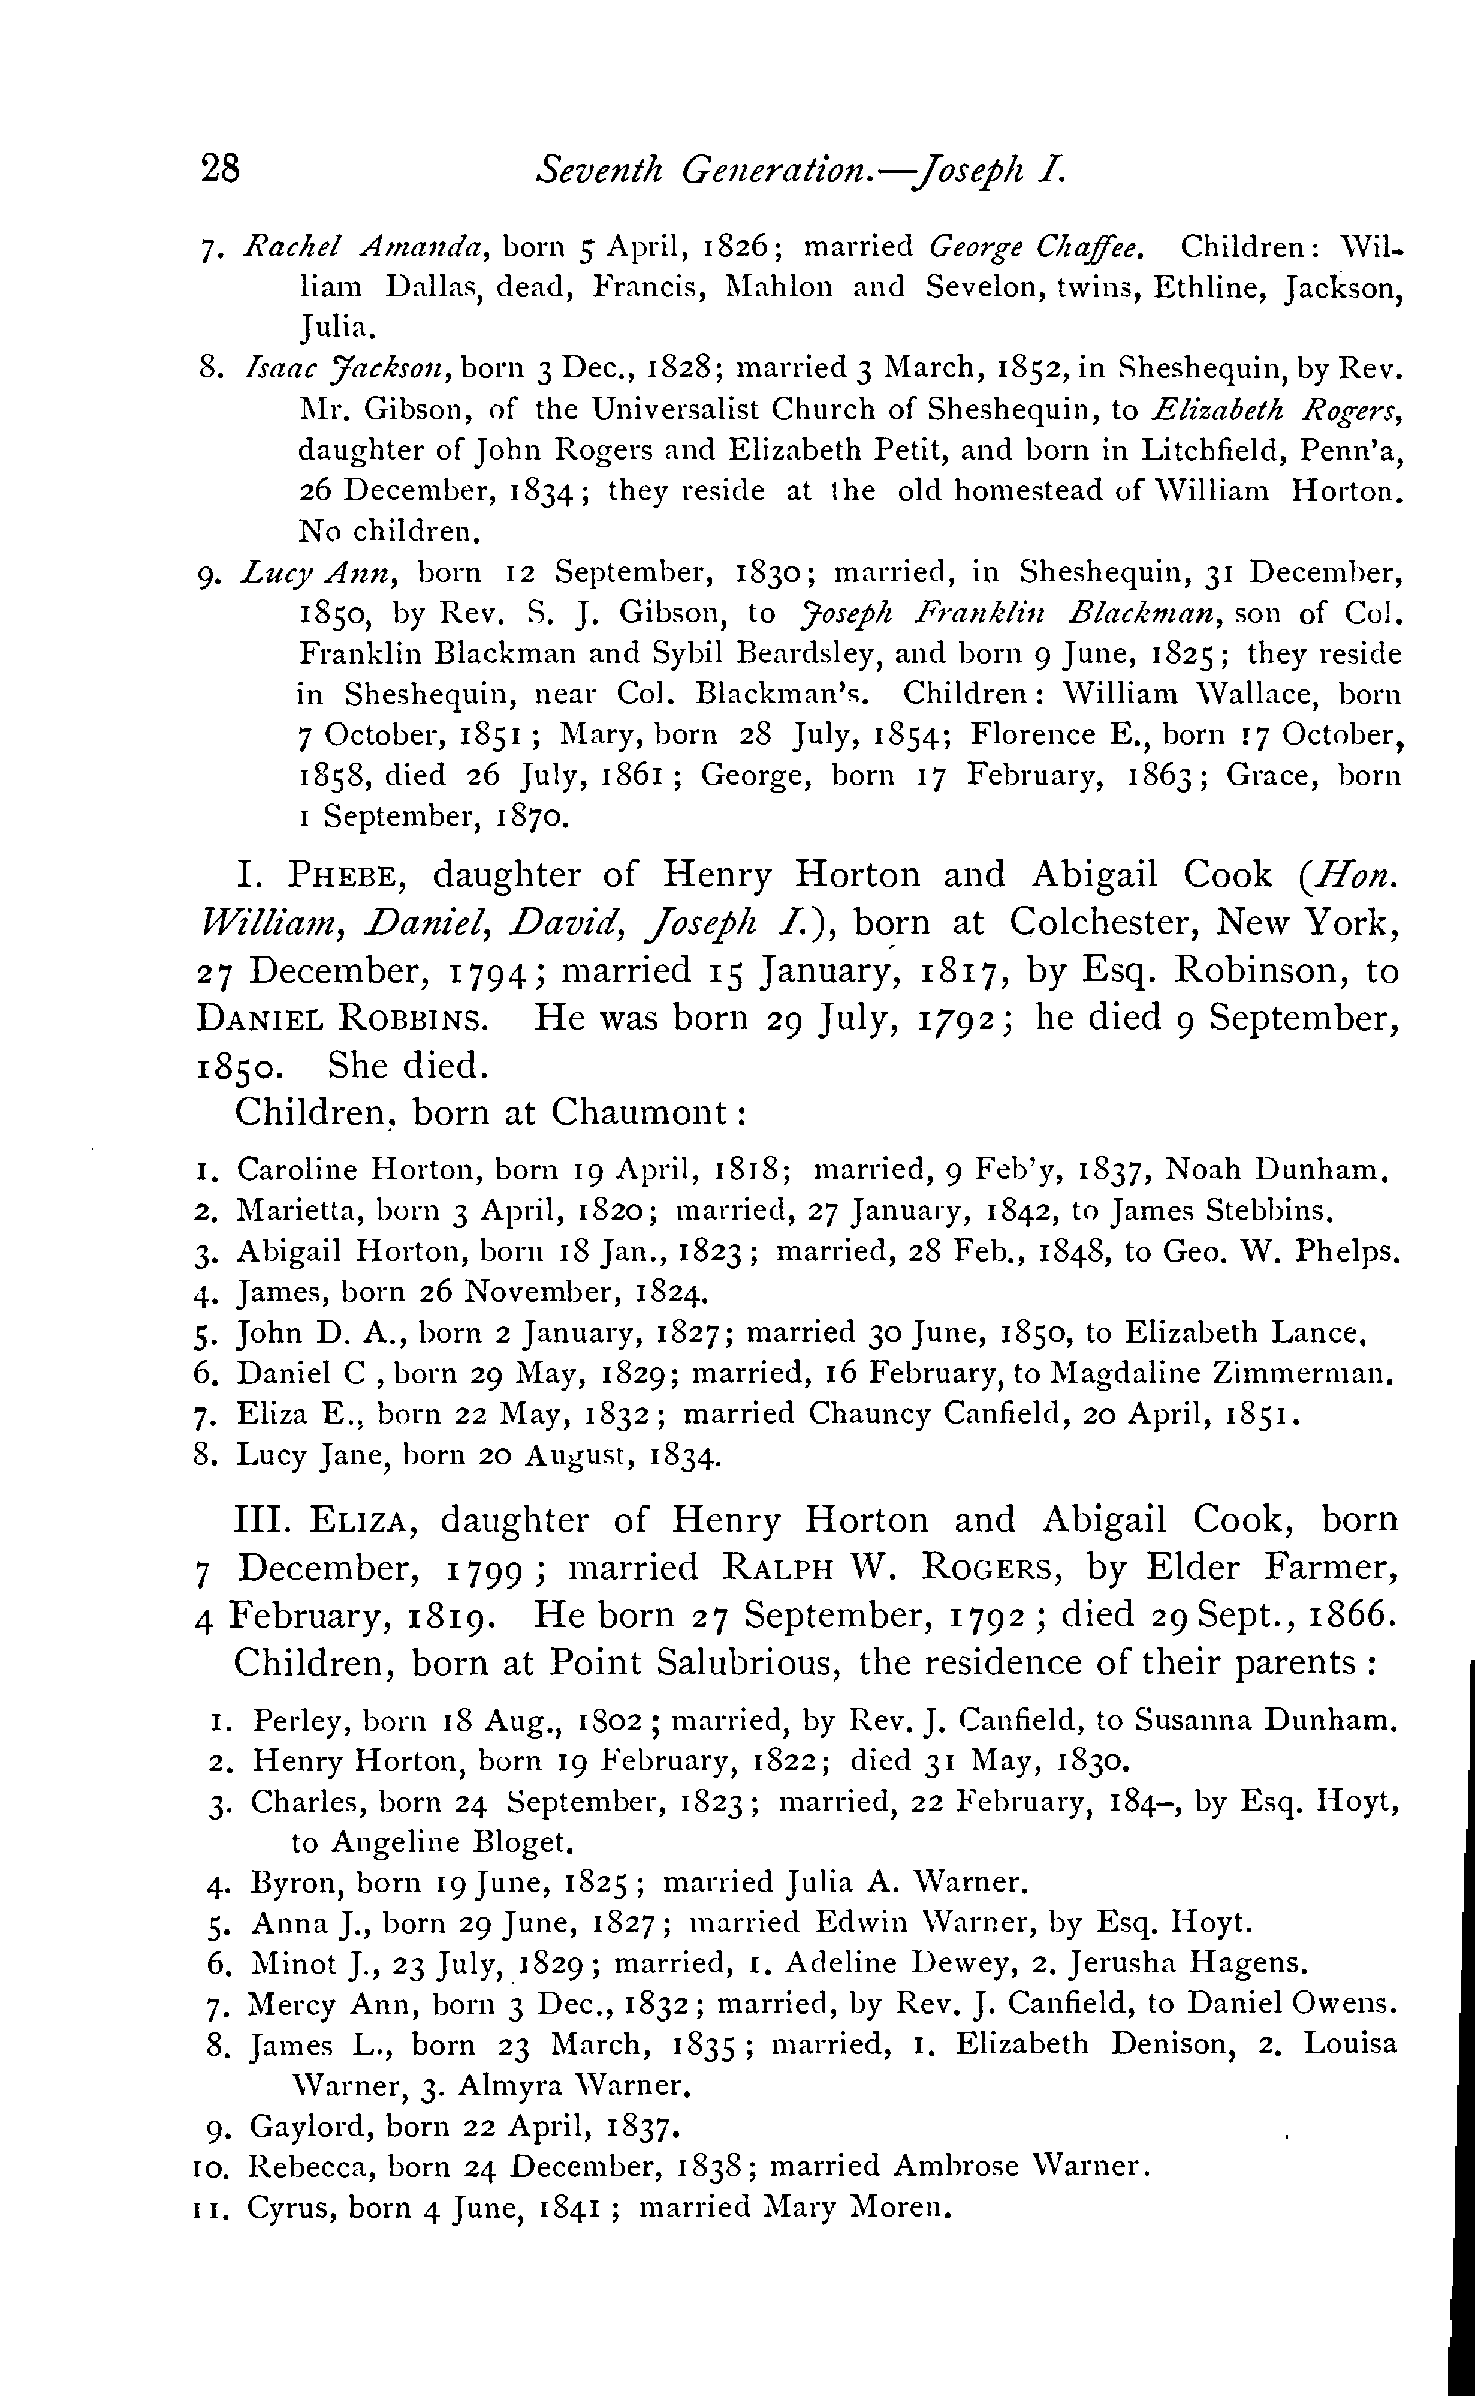 28 Seventh Generation.—Joseph I.
7. Rachel Amanda, born 5 April, 1826; married George Chaffee. Children: Wil-
liam Dallas, dead, Francis, Mahlon and Sevelon, twins, Ethline, Jackson,
Julia.
8. Isaac Jackson, born 3 Dec., 1828; married 3 March, 1852, in Sheshequin, by Rev.
Mr. Gibson, of the Universalist Church of Sheshequin, to Elizabeth Rogers,
daughter of John Rogers and Elizabeth Petit, and born in Litchfield, Penn'a,
26 December, 1834; they reside at the old homestead of William Horton.
No children.
9. Lucy Ann, born 12 September, 1830; married, in Sheshequin, 31 December,
1850, by Rev. S. J. Gibson, to Joseph Franklin Blackman, son of Col.
Franklin Blackman and Sybil Beardsley, and born 9 June, 1825; they reside
in Sheshequin, near Col. Blackman's. Children: William Wallace, born
7 October, 1851; Mary, born 28 July, 1854; Florence E., born 17 October,
1858, died 26 July, 1861; George, born 17 February, 1863; Grace, born
1 September, 1870.
I. PHEBE, daughter of Henry Horton and Abigail Cook (Hon.
William, Daniel, David, Joseph I.), born at Colchester, New York,
27 December, 1794; married 15 January, 1817, by Esq. Robinson, to
DANIEL ROBBINS. He was born 29 July, 1792; he died 9 September,
1850. She died.
Children, born at Chaumont:
1. Caroline Horton, born 19 April, 1818; married, 9 Feb'y, 1837, Noah Dunham.
2. Marietta, born 3 April, 1820; married, 27 January, 1842, to James Stebbins.
3. Abigail Horton, born 18 Jan., 1823; married, 28 Feb., 1848, to Geo. W. Phelps.
4. James, born 26 November, 1824.
5. John D. A., born 2 January, 1827; married 30 June, 1850, to Elizabeth Lance.
6. Daniel C , born 29 May, 1829; married, 16 February, to Magdaline Zimmerman.
7. Eliza E., born 22 May, 1832; married Chauncy Canfield, 20 April, 1851.
8. Lucy Jane, born 20 August, 1834.
III. ELIZA, daughter of Henry Horton and Abigail Cook, born
7 December, 1799; married RALPH W. ROGERS, by Elder Farmer,
4 February, 1819. He born 27 September, 1792; died 29 Sept., 1866.
Children, born at Point Salubrious, the residence of their parents:
1. Perley, born 18 Aug., 1802; married, by Rev. J. Canfield, to Susanna Dunham.
2. Henry Horton, born 19 February, 1822; died 31 May, 1830.
3. Charles, born 24 September, 1823; married, 22 February, 184–, by Esq. Hoyt,
to Angeline Bloget.
4. Byron, born 19 June, 1825; married Julia A. Warner.
5. Anna J., born 29 June, 1827; married Edwin Warner, by Esq. Hoyt.
6. Minot J., 23 July, 1829; married, 1. Adeline Dewey, 2. Jerusha Hagens.
7. Mercy Ann, born 3 Dec., 1832; married, by Rev. J. Canfield, to Daniel Owens.
8. James L., born 23 March, 1835; married, 1. Elizabeth Denison, 2. Louisa
Warner, 3. Almyra Warner.
9. Gaylord, born 22 April, 1837.
10. Rebecca, born 24 December, 1838; married Ambrose Warner.
11. Cyrus, born 4 June, 1841; married Mary Moren.